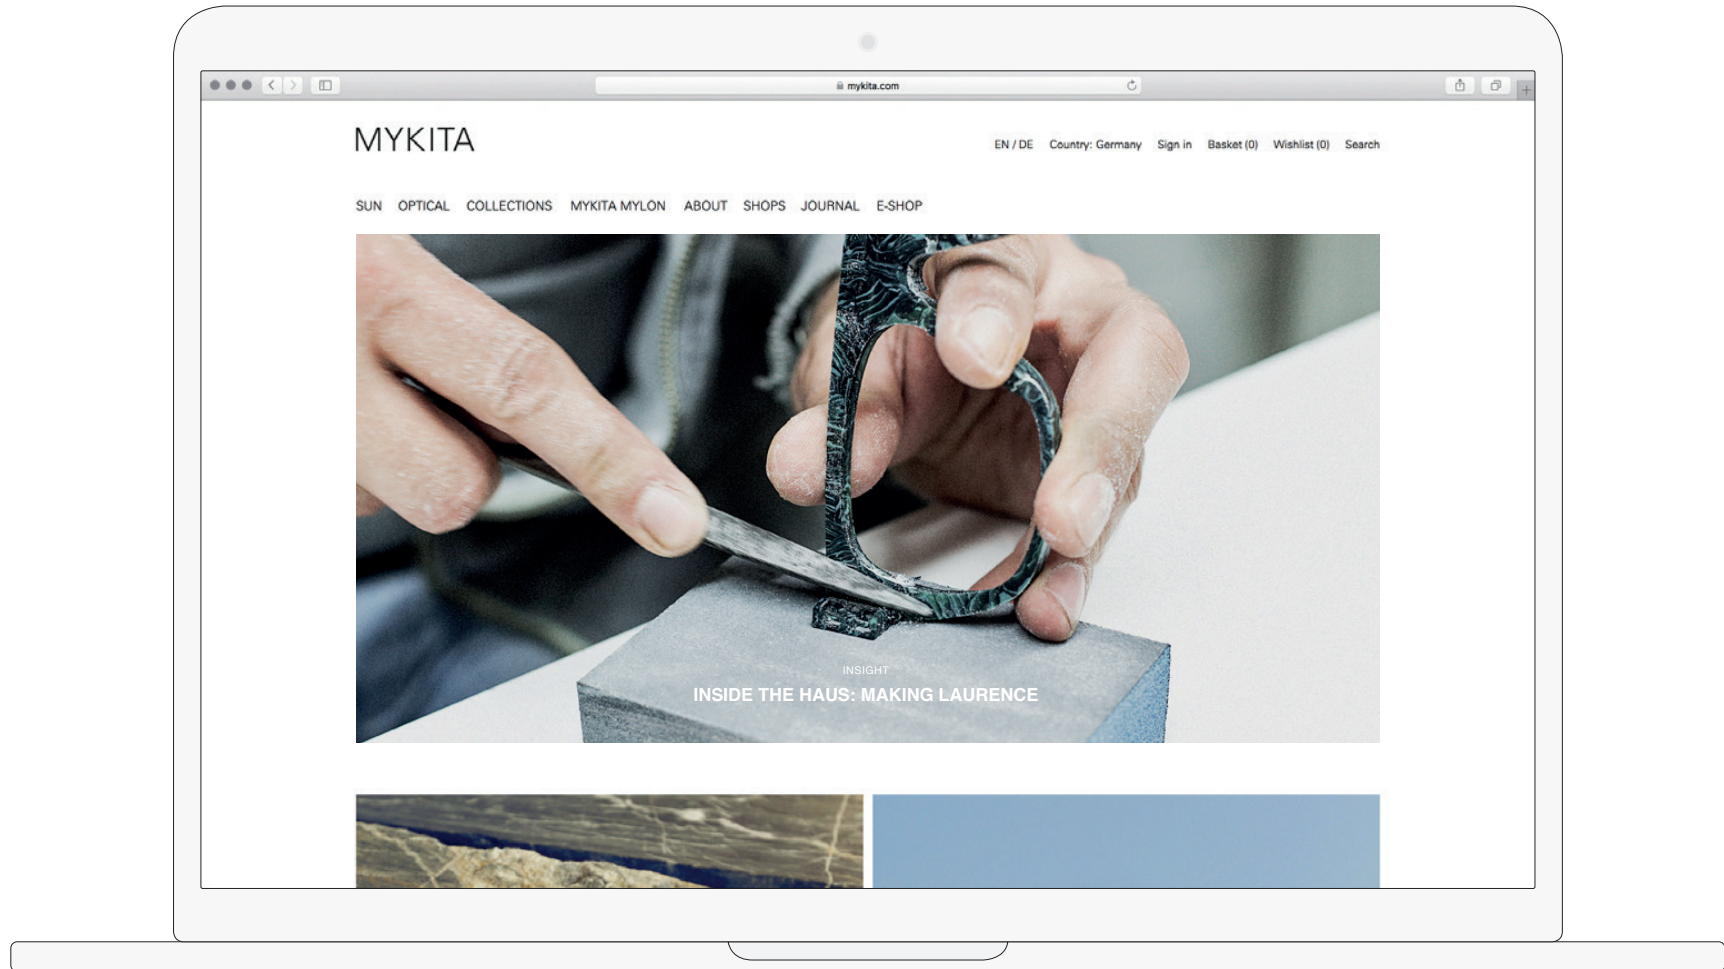 mykita.com
MYKITA
EN / DE Country: Germany Sign in Basket (0) Wishlist (0) Search
SUN OPTICAL COLLECTIONS MYKITA MYLON ABOUT SHOPS JOURNAL E-SHOP
INSIGHT
INSIDE THE HAUS: MAKING LAURENCE